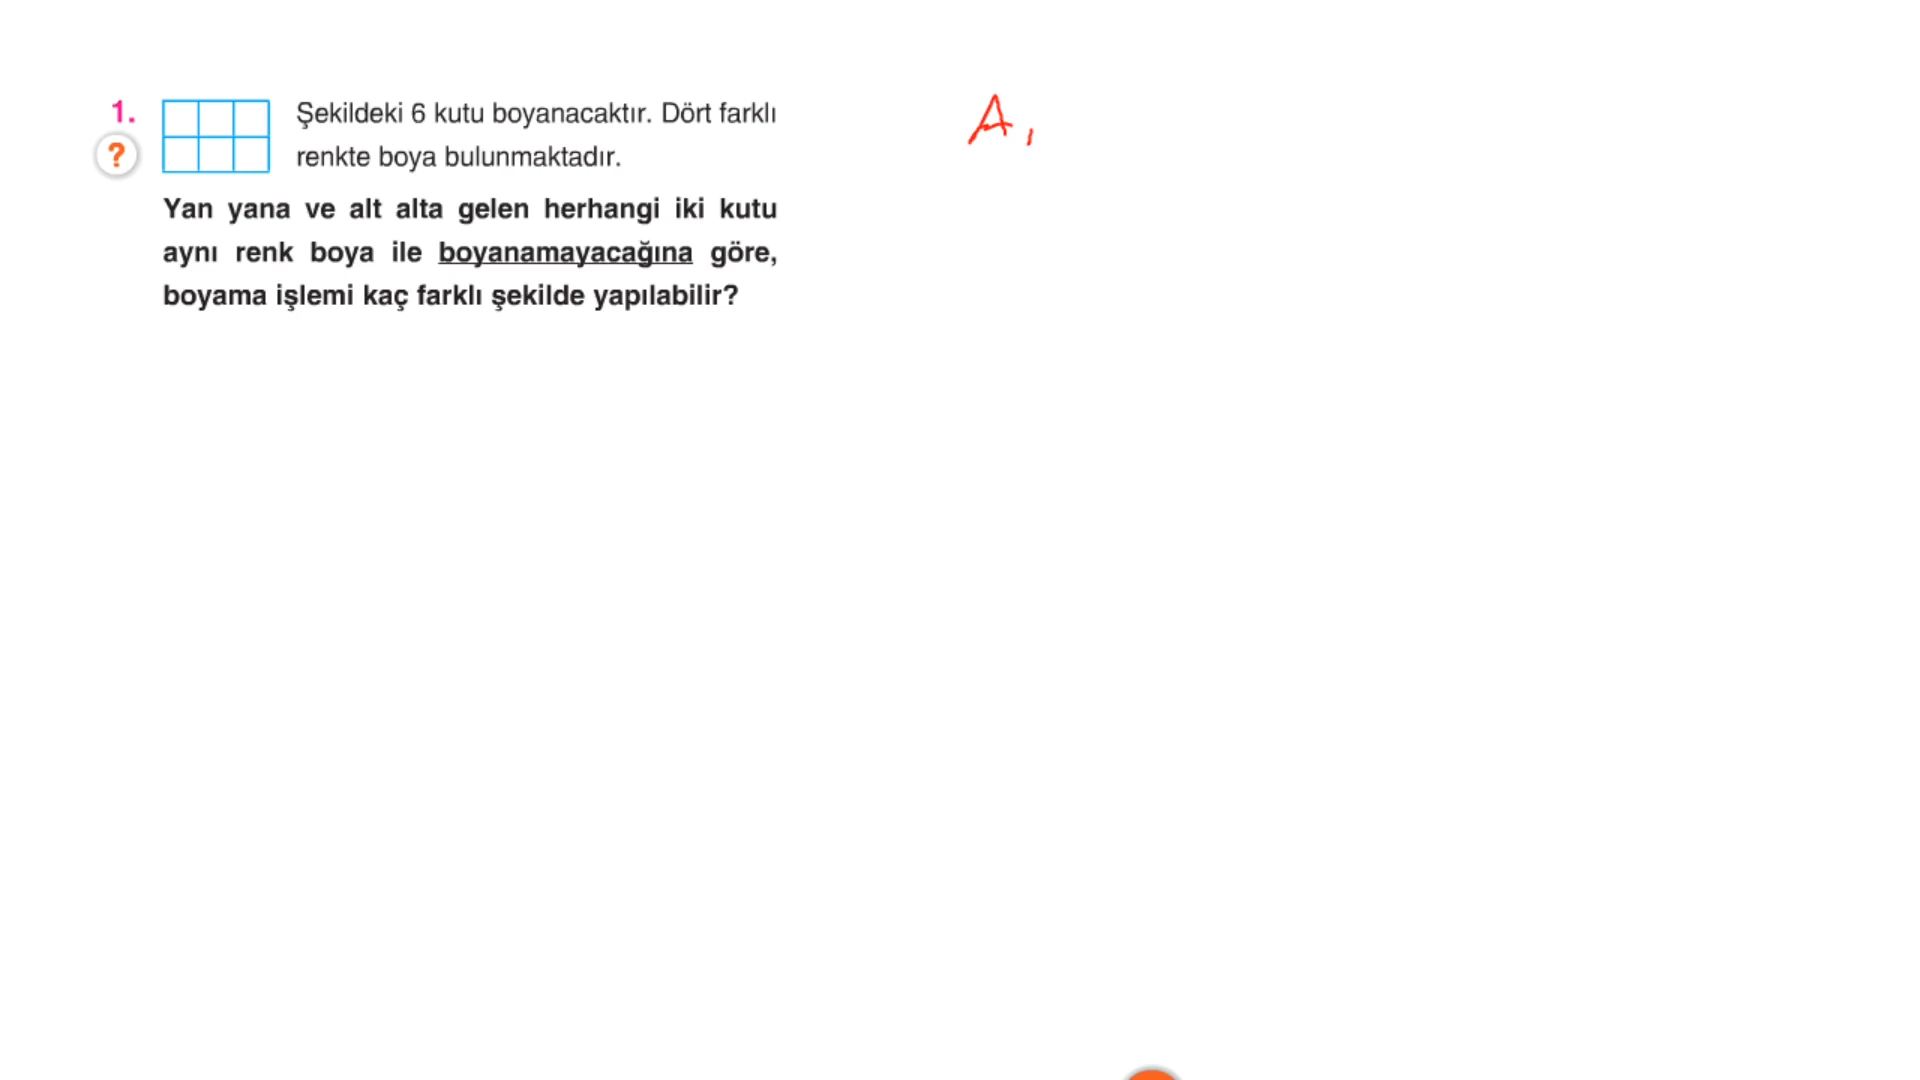 1.
?
Şekildeki 6 kutu boyanacaktır. Dört farklı
renkte boya bulunmaktadır.
Yan yana ve alt alta gelen herhangi iki kutu
aynı renk boya ile boyanamayacağına göre,
boyama işlemi kaç farklı şekilde yapılabilir?
A,